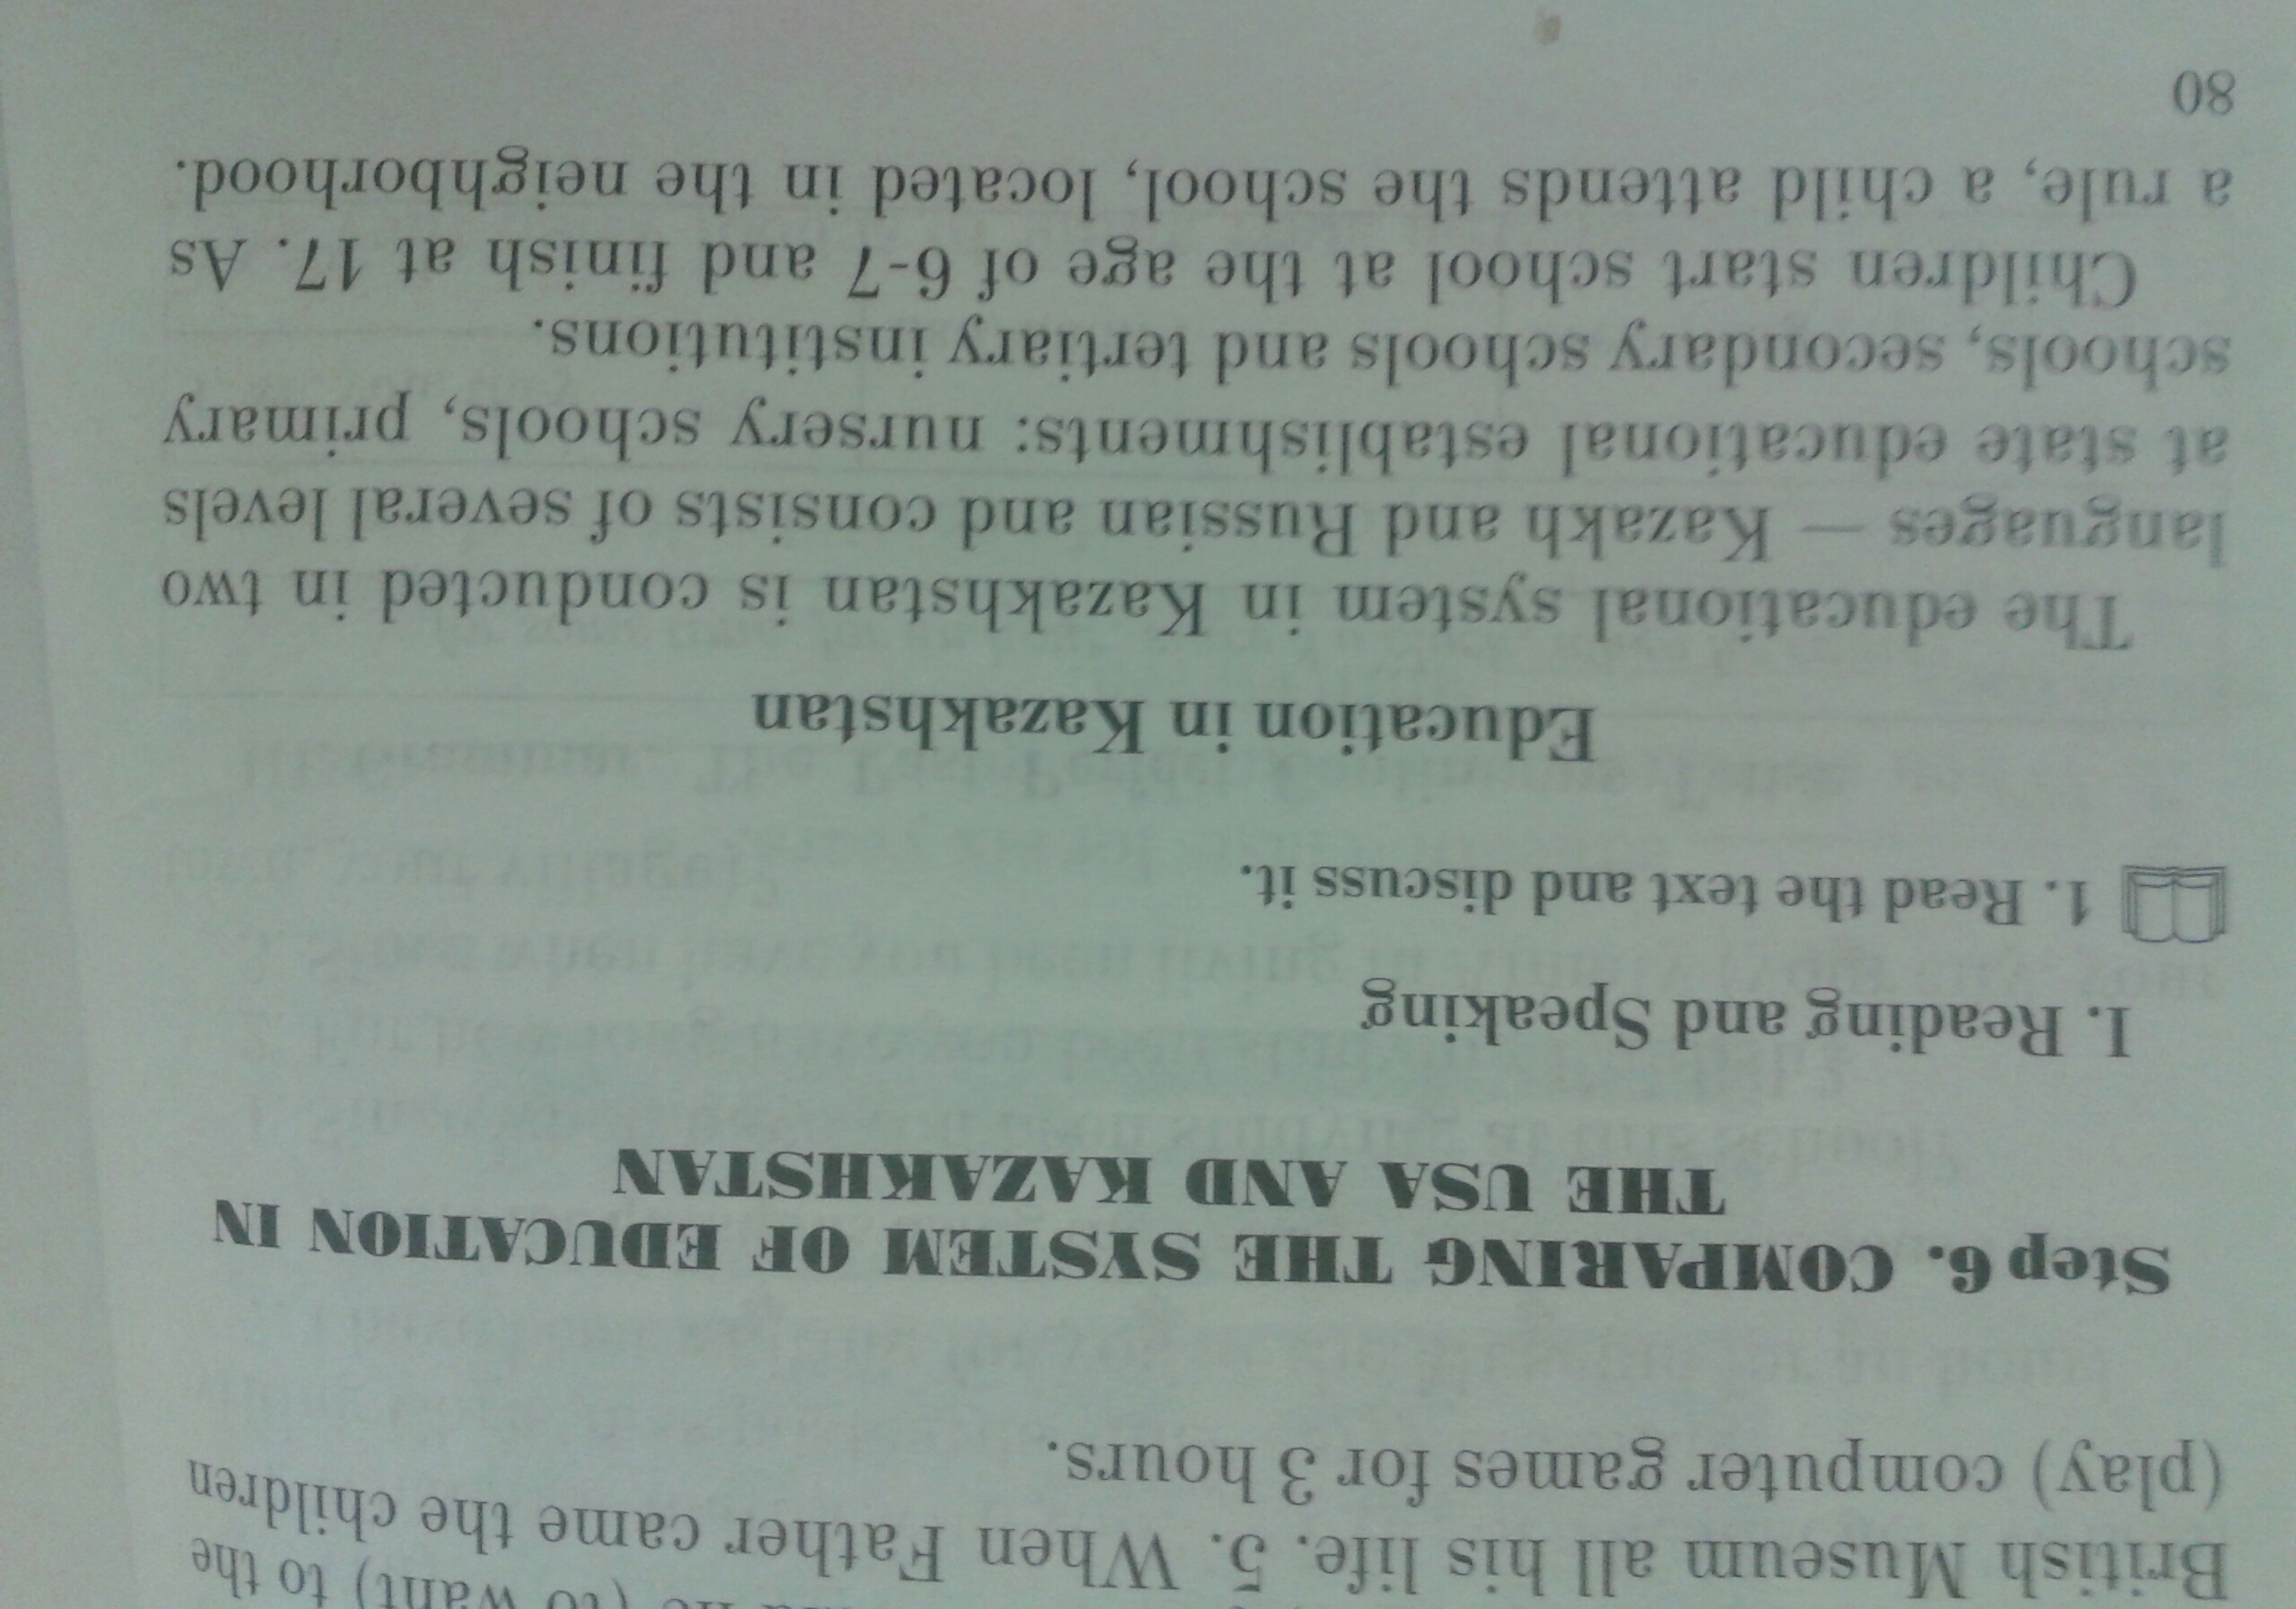 (to want) to the
British Museum all his life. 5. When Father came the children
(play) computer games for 3 hours.
Step 6. COMPARING THE SYSTEM OF EDUCATION IN
THE USA AND KAZAKHSTAN
I. Reading and Speaking
1. Read the text and discuss it.
Education in Kazakhstan
The educational system in Kazakhstan is conducted in two
languages — Kazakh and Russian and consists of several levels
at state educational establishments: nursery schools, primary
schools, secondary schools and tertiary institutions.
Children start school at the age of 6-7 and finish at 17. As
a rule, a child attends the school, located in the neighborhood.
80